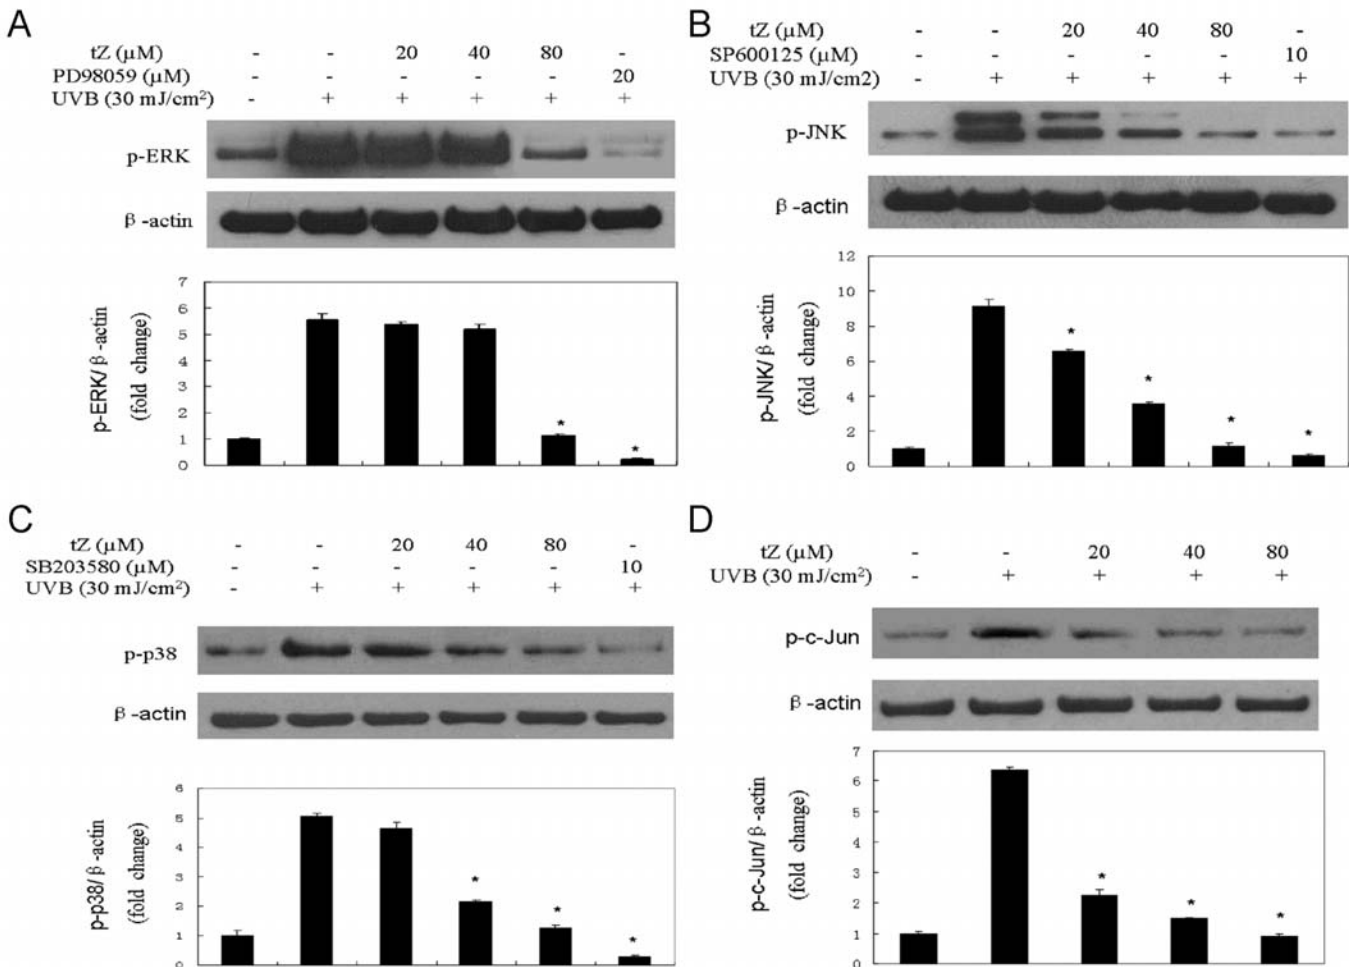 A
tZ (µM) - - 20 40 80 -
PD98059 (µM) - - - - - 20
UVB (30 mJ/cm²) - + + + + +
p-ERK
β-actin
p-ERK/β-actin
(fold change)
7
6
5
4
3
2
1
0
* *
B
tZ (µM) - - 20 40 80 -
SP600125 (µM) - - - - - 10
UVB (30 mJ/cm2) - + + + + +
p-JNK
β-actin
p-JNK/β-actin
(fold change)
12
10
8
6
4
2
0
* * * *
C
tZ (µM) - - 20 40 80 -
SB203580 (µM) - - - - - 10
UVB (30 mJ/cm²) - + + + + +
p-p38
β-actin
p-p38/β-actin
(fold change)
6
5
4
3
2
1
0
* * *
D
tZ (µM) - - 20 40 80
UVB (30 mJ/cm²) - + + + +
p-c-Jun
β-actin
p-c-Jun/β-actin
(fold change)
7
6
5
4
3
2
1
0
* * *